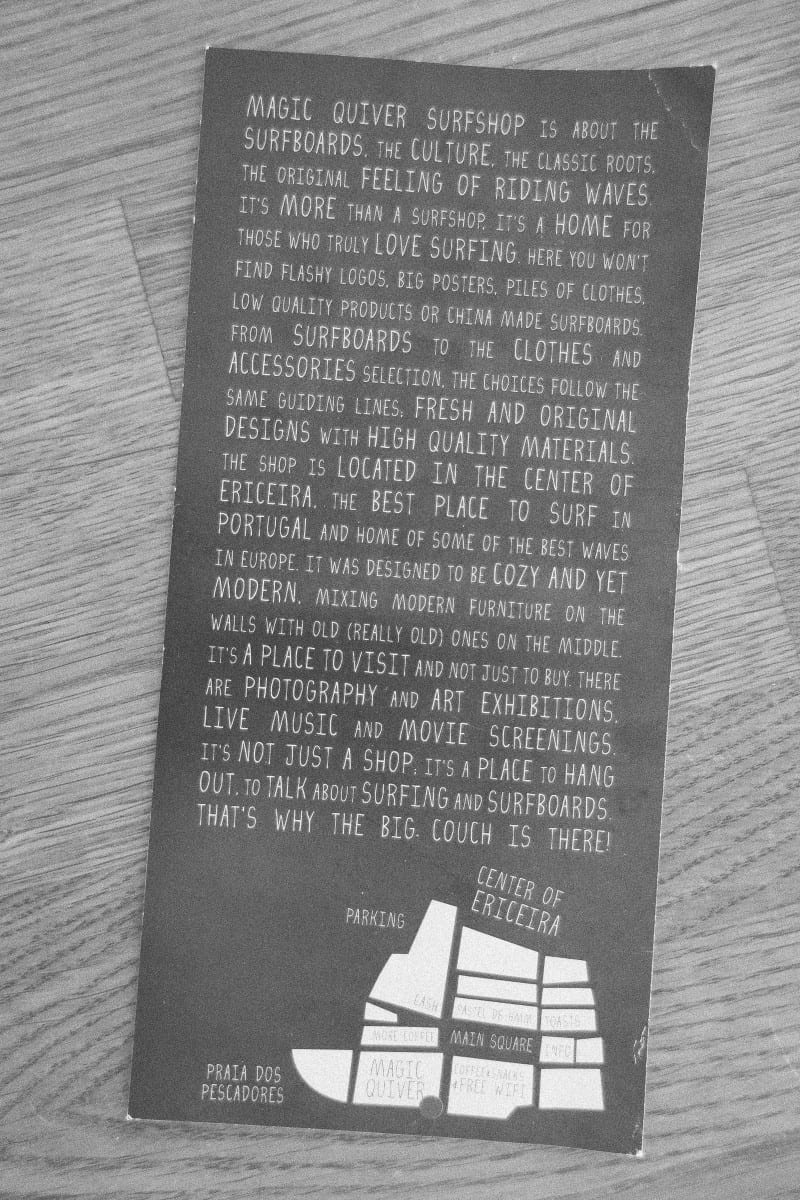 MAGIC QUIVER SURFSHOP IS ABOUT THE
SURFBOARDS, THE CULTURE, THE CLASSIC ROOTS,
THE ORIGINAL FEELING OF RIDING WAVES.
IT'S MORE THAN A SURFSHOP, IT'S A HOME FOR
THOSE WHO TRULY LOVE SURFING. HERE YOU WON'T
FIND FLASHY LOGOS, BIG POSTERS, PILES OF CLOTHES,
LOW QUALITY PRODUCTS OR CHINA MADE SURFBOARDS.
FROM SURFBOARDS TO THE CLOTHES AND
ACCESSORIES SELECTION, THE CHOICES FOLLOW THE
SAME GUIDING LINES: FRESH AND ORIGINAL
DESIGNS WITH HIGH QUALITY MATERIALS.
THE SHOP IS LOCATED IN THE CENTER OF
ERICEIRA, THE BEST PLACE TO SURF IN
PORTUGAL AND HOME OF SOME OF THE BEST WAVES
IN EUROPE. IT WAS DESIGNED TO BE COZY AND YET
MODERN, MIXING MODERN FURNITURE ON THE
WALLS WITH OLD (REALLY OLD) ONES ON THE MIDDLE.
IT'S A PLACE TO VISIT AND NOT JUST TO BUY. THERE
ARE PHOTOGRAPHY AND ART EXHIBITIONS,
LIVE MUSIC AND MOVIE SCREENINGS.
IT'S NOT JUST A SHOP; IT'S A PLACE TO HANG
OUT, TO TALK ABOUT SURFING AND SURFBOARDS.
THAT'S WHY THE BIG COUCH IS THERE!
CENTER OF
ERICEIRA
PARKING
CASH
PASTEL DE
TOASTS
MORE COFFEE
MAIN SQUARE
INFO
PRAIA DOS
PESCADORES
MAGIC
QUIVER
COFFEE & SNACKS
+FREE WIFI